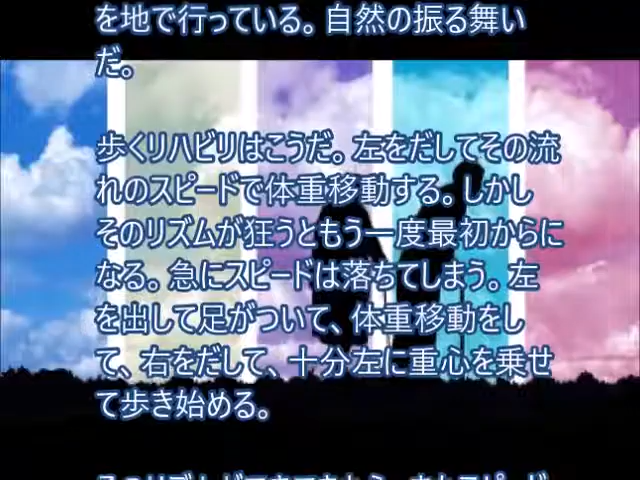 を地で行っている。自然の振る舞い
だ。
歩くリハビリはこうだ。左をだしてその流
れのスピードで体重移動する。しかし
そのリズムが狂うともう一度最初からに
なる。急にスピードは落ちてしまう。左
を出して足がついて、体重移動をし
て、右をだして、十分左に重心を乗せ
て歩き始める。